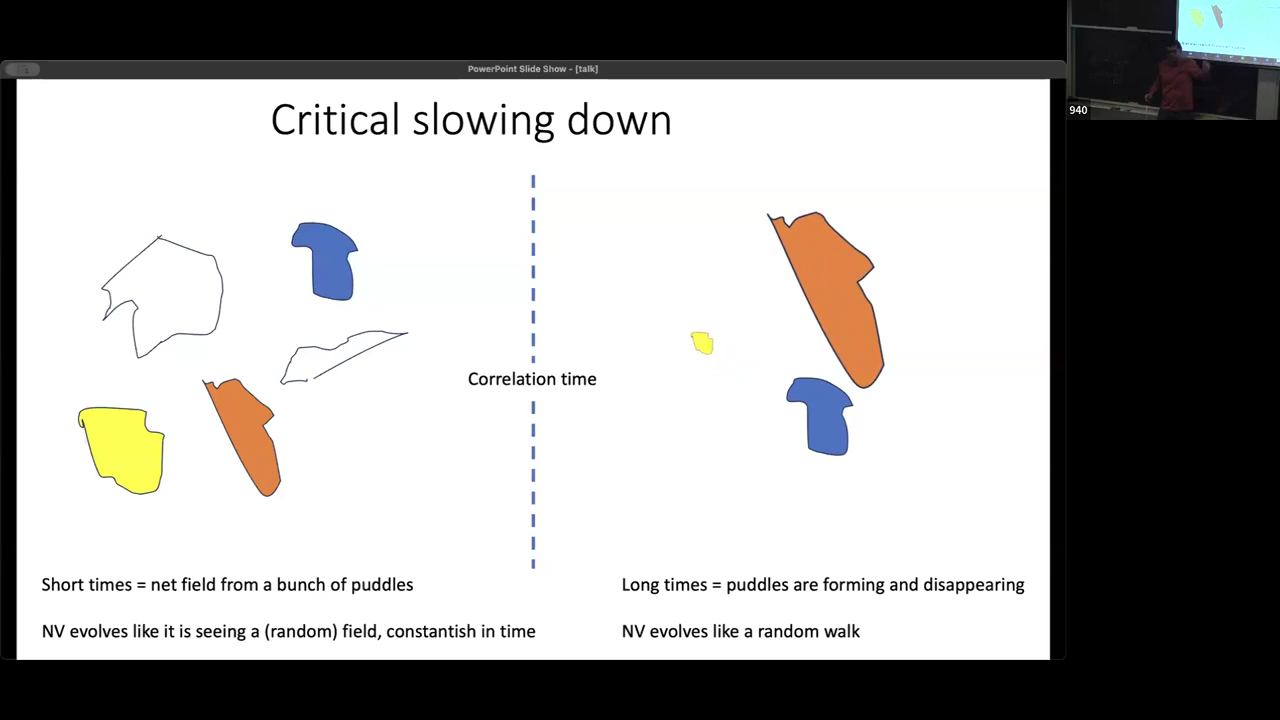 PowerPoint Slide Show - [talk]
Critical slowing down
940
Correlation time
Short times = net field from a bunch of puddles
Long times = puddles are forming and disappearing
NV evolves like it is seeing a (random) field, constantish in time
NV evolves like a random walk